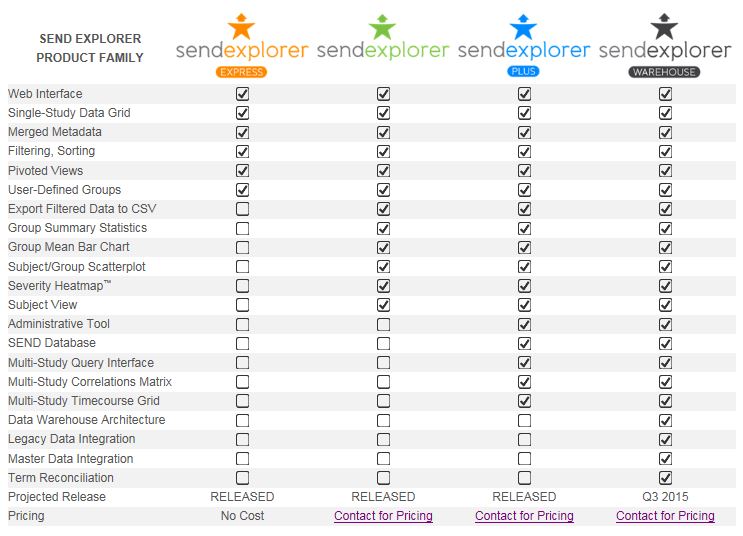 SEND EXPLORER
PRODUCT FAMILY
sendexplorer sendexplorer sendexplorer sendexplorer
EXPRESS PLUS WAREHOUSE
Web Interface
Single-Study Data Grid
Merged Metadata
Filtering, Sorting
Pivoted Views
User-Defined Groups
Export Filtered Data to CSV
Group Summary Statistics
Group Mean Bar Chart
Subject/Group Scatterplot
Severity Heatmap™
Subject View
Administrative Tool
SEND Database
Multi-Study Query Interface
Multi-Study Correlations Matrix
Multi-Study Timecourse Grid
Data Warehouse Architecture
Legacy Data Integration
Master Data Integration
Term Reconciliation
Projected Release RELEASED RELEASED RELEASED Q3 2015
Pricing No Cost Contact for Pricing Contact for Pricing Contact for Pricing